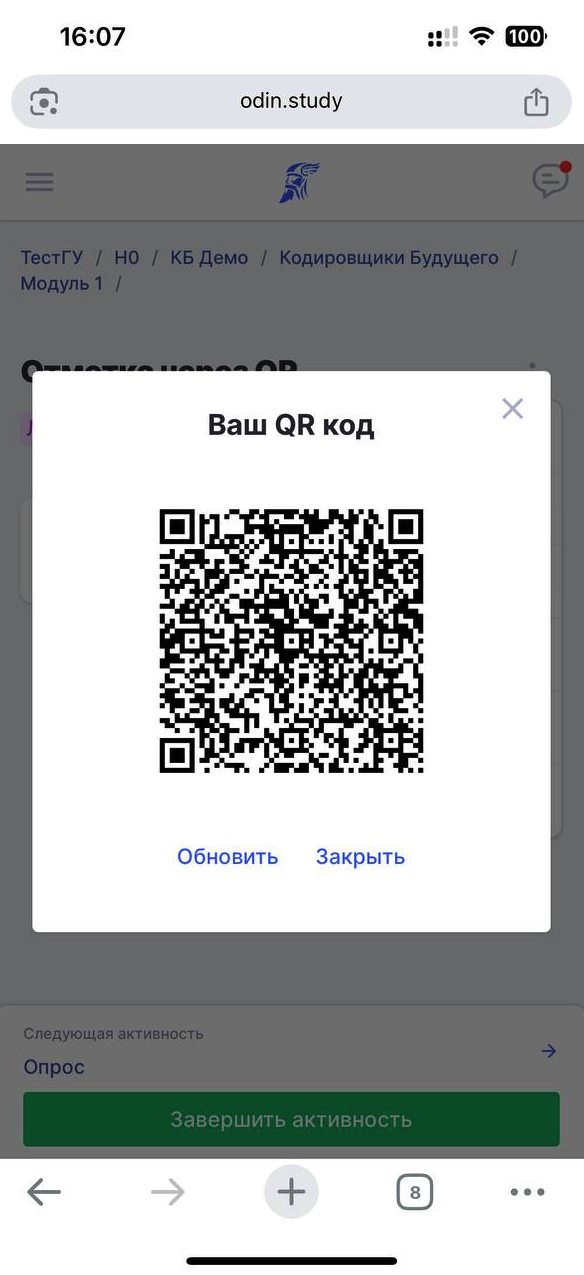 16:07
100
odin.study
ТестГУ / Н0 / КБ Демо / Кодировщики Будущего /
Модуль 1 /
Отметка через QR
Ваш QR код
Обновить Закрыть
Следующая активность
Опрос
Завершить активность
8